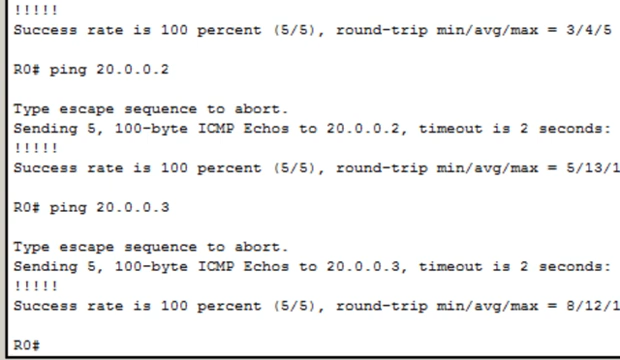 !!!!!
Success rate is 100 percent (5/5), round-trip min/avg/max = 3/4/5
R0# ping 20.0.0.2
Type escape sequence to abort.
Sending 5, 100-byte ICMP Echos to 20.0.0.2, timeout is 2 seconds:
!!!!!
Success rate is 100 percent (5/5), round-trip min/avg/max = 5/13/1
R0# ping 20.0.0.3
Type escape sequence to abort.
Sending 5, 100-byte ICMP Echos to 20.0.0.3, timeout is 2 seconds:
!!!!!
Success rate is 100 percent (5/5), round-trip min/avg/max = 8/12/1
R0#